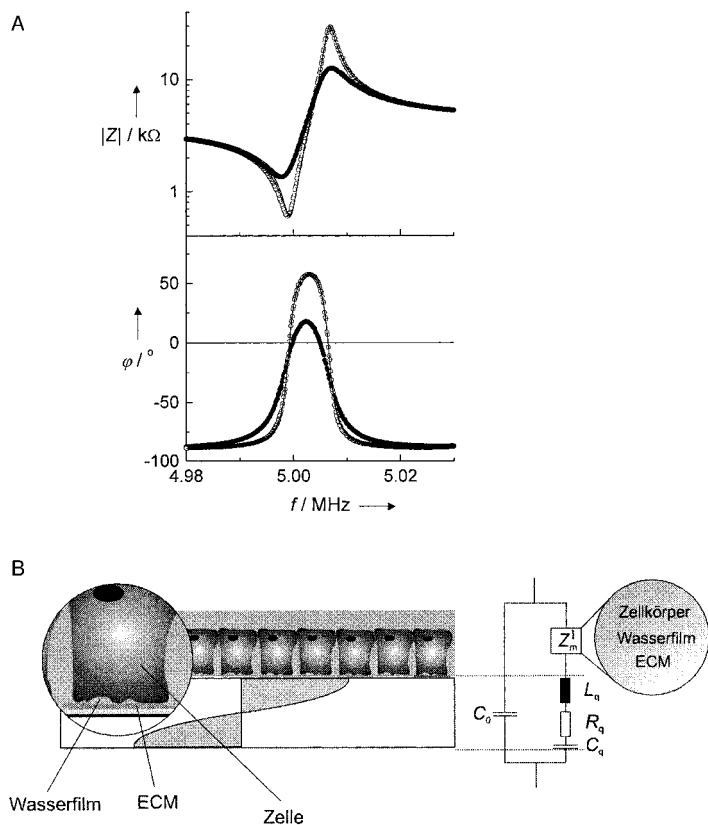 A
10
|Z| / kΩ
1
50
0
φ / °
-50
-100
4.98 5.00 5.02
f / MHz
B
Zellkörper
Wasserfilm
ECM
Z_m^l
L_q
C_0
R_q
C_q
Wasserfilm
ECM
Zelle